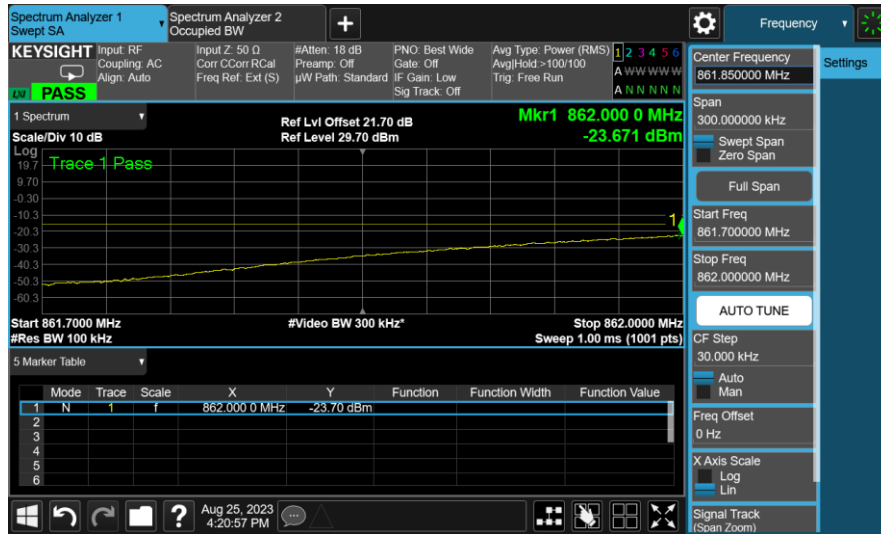 Spectrum Analyzer 1
Swept SA
Spectrum Analyzer 2
Occupied BW
+
Frequency
KEYSIGHT
Input: RF
Coupling: AC
Align: Auto
Input Z: 50 Ω
Corr CCorr RCal
Freq Ref: Ext (S)
#Atten: 18 dB
Preamp: Off
µW Path: Standard
PNO: Best Wide
Gate: Off
IF Gain: Low
Sig Track: Off
Avg Type: Power (RMS)
Avg|Hold:>100/100
Trig: Free Run
1 2 3 4 5 6
A W W W W W
A N N N N N
LXI PASS
1 Spectrum
Scale/Div 10 dB
Ref Lvl Offset 21.70 dB
Ref Level 29.70 dBm
Mkr1 862.000 0 MHz
-23.671 dBm
Log
Trace 1 Pass
19.7
9.70
-0.30
-10.3
-20.3
-30.3
-40.3
-50.3
-60.3
1
Start 861.7000 MHz
#Res BW 100 kHz
#Video BW 300 kHz*
Stop 862.0000 MHz
Sweep 1.00 ms (1001 pts)
5 Marker Table
Mode Trace Scale X Y Function Function Width Function Value
1 N 1 f 862.000 0 MHz -23.70 dBm
2
3
4
5
6
Aug 25, 2023
4:20:57 PM
?
Center Frequency
861.850000 MHz
Span
300.000000 kHz
Swept Span
Zero Span
Full Span
Start Freq
861.700000 MHz
Stop Freq
862.000000 MHz
AUTO TUNE
CF Step
30.000 kHz
Auto
Man
Freq Offset
0 Hz
X Axis Scale
Log
Lin
Signal Track
(Span Zoom)
Settings